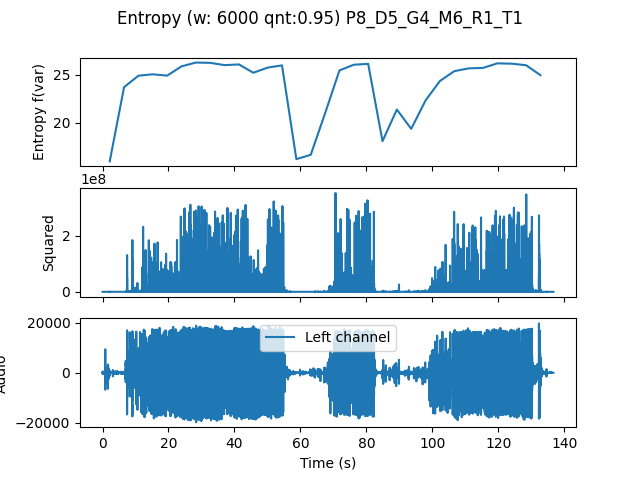 Entropy (w: 6000 qnt:0.95) P8_D5_G4_M6_R1_T1
Entropy f(var)
25
20
1e8
Squared
2
0
Audio
20000
0
−20000
Left channel
0 20 40 60 80 100 120 140
Time (s)